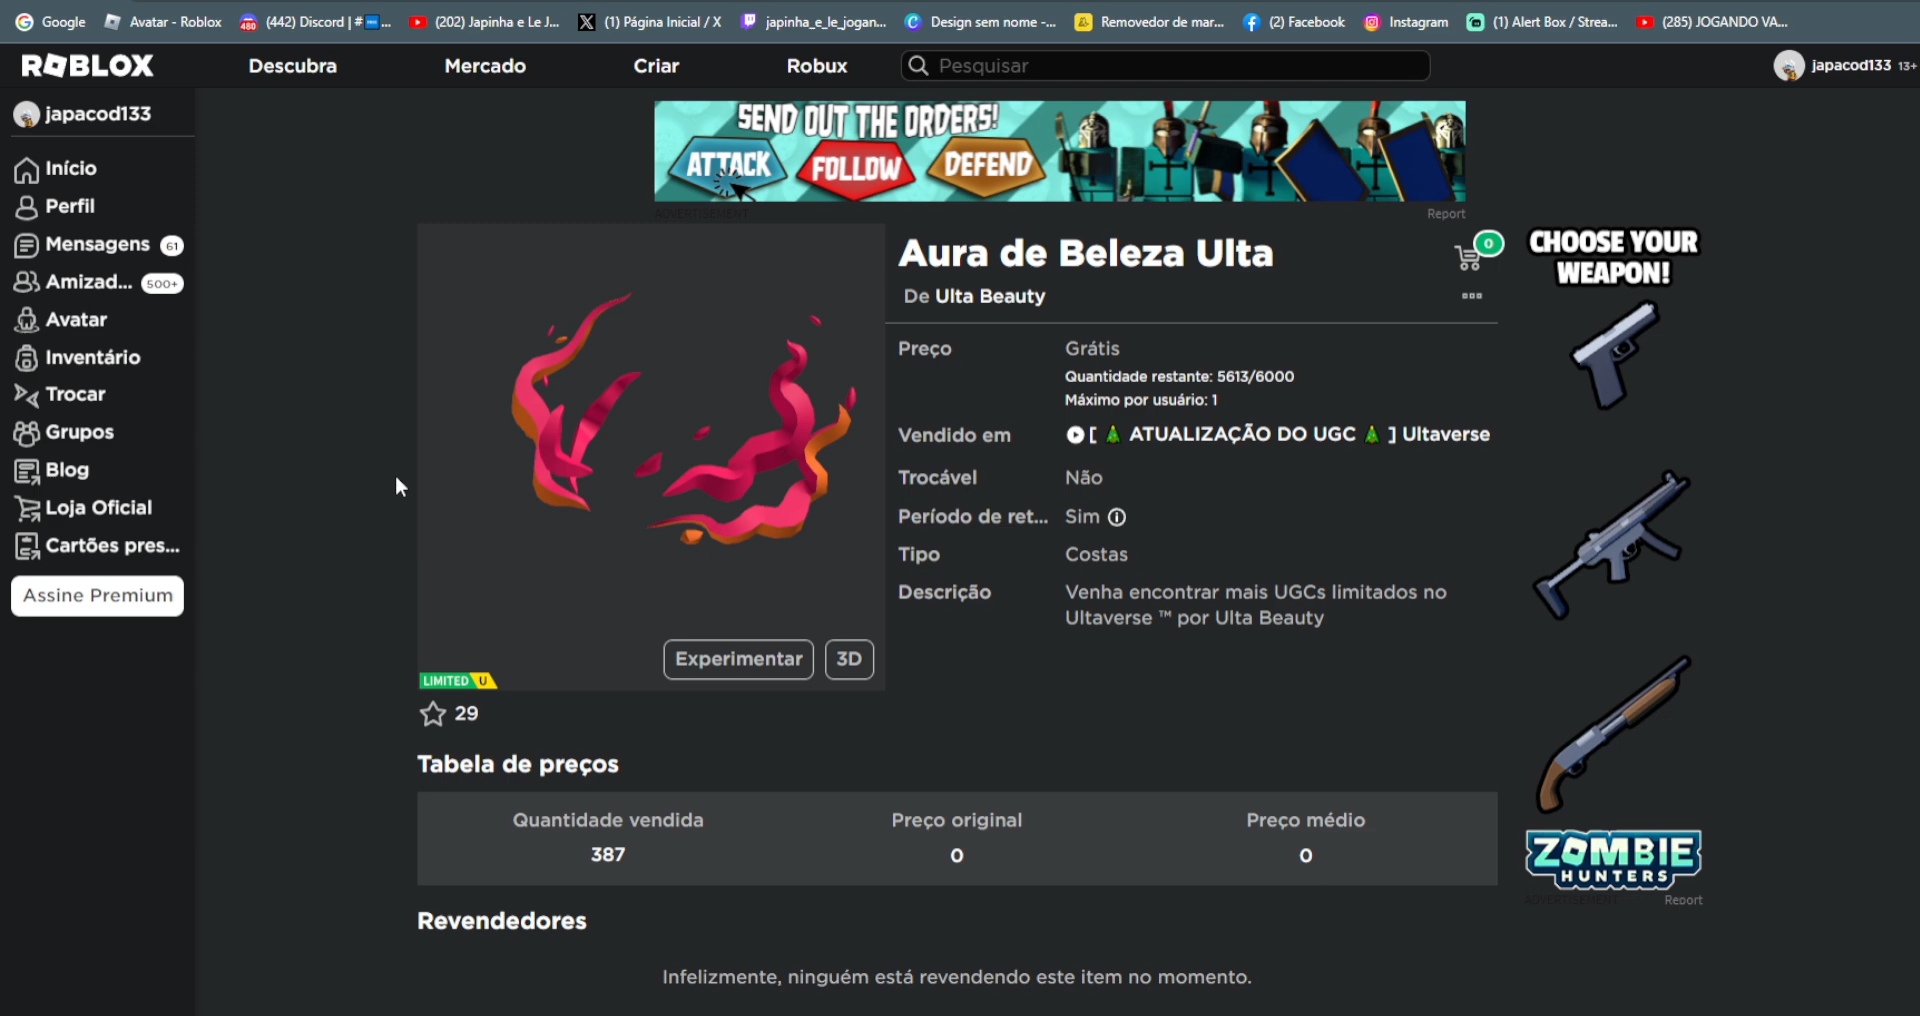 Google
Avatar - Roblox
(442) Discord | # ...
(202) Japinha e Le J...
(1) Página Inicial / X
japinha_e_le_jogan...
Design sem nome -...
Removedor de mar...
(2) Facebook
Instagram
(1) Alert Box / Strea...
(285) JOGANDO VA...
ROBLOX
Descubra
Mercado
Criar
Robux
Pesquisar
japacod133 13+
japacod133
Início
Perfil
Mensagens 61
Amizad... 500+
Avatar
Inventário
Trocar
Grupos
Blog
Loja Oficial
Cartões pres...
Assine Premium
SEND OUT THE ORDERS!
ATTACK
FOLLOW
DEFEND
ADVERTISEMENT
Report
Aura de Beleza Ulta
0
De Ulta Beauty
Preço Grátis
Quantidade restante: 5613/6000
Máximo por usuário: 1
Vendido em [ 🎄 ATUALIZAÇÃO DO UGC 🎄 ] Ultaverse
Trocável Não
Período de ret... Sim
Tipo Costas
Descrição Venha encontrar mais UGCs limitados no
Ultaverse ™ por Ulta Beauty
Experimentar
3D
LIMITED U
29
Tabela de preços
Quantidade vendida
387
Preço original
0
Preço médio
0
Revendedores
Infelizmente, ninguém está revendendo este item no momento.
CHOOSE YOUR
WEAPON!
ZOMBIE
HUNTERS
ADVERTISEMENT
Report